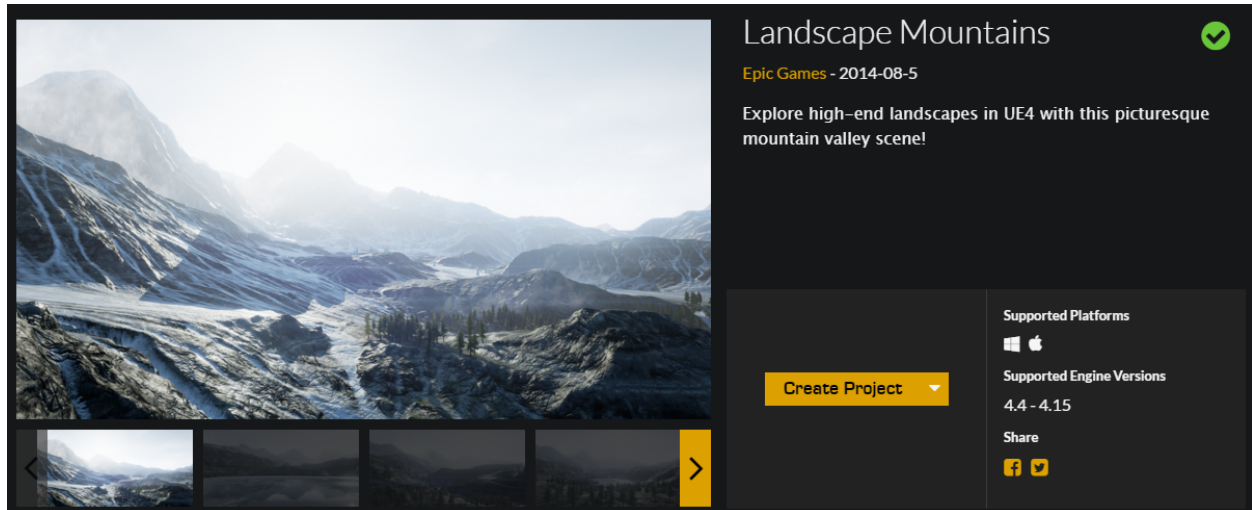 Landscape Mountains
Epic Games - 2014-08-5
Explore high-end landscapes in UE4 with this picturesque
mountain valley scene!
Create Project
Supported Platforms
Supported Engine Versions
4.4 - 4.15
Share